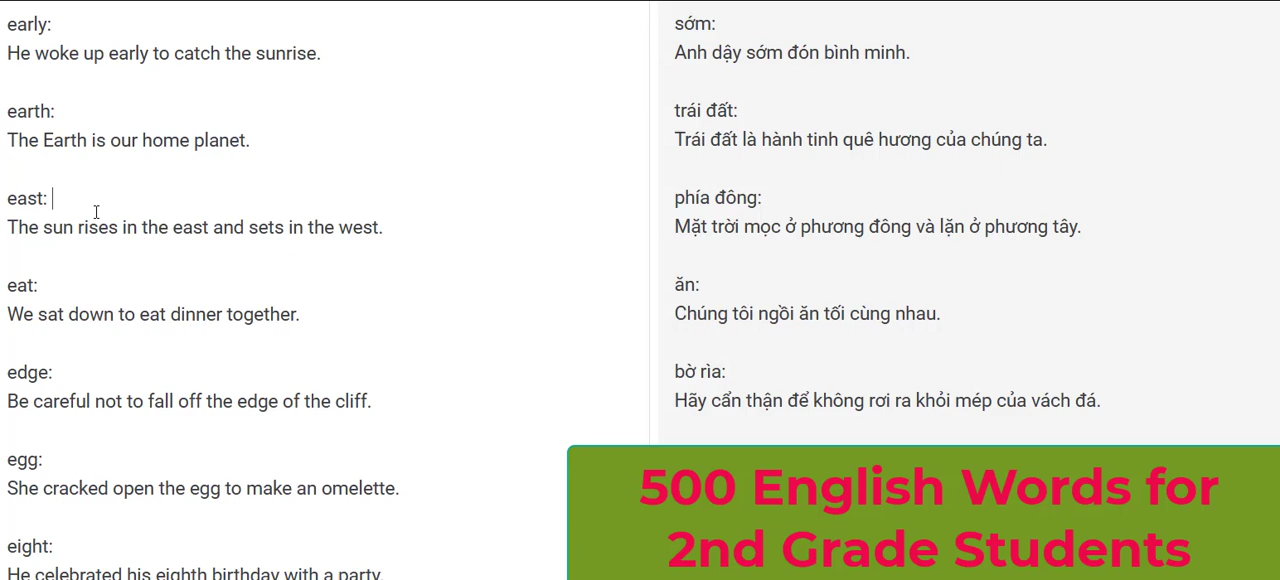 early:
He woke up early to catch the sunrise.
earth:
The Earth is our home planet.
east:
The sun rises in the east and sets in the west.
eat:
We sat down to eat dinner together.
edge:
Be careful not to fall off the edge of the cliff.
egg:
She cracked open the egg to make an omelette.
eight:
He celebrated his eighth birthday with a party.
sớm:
Anh dậy sớm đón bình minh.
trái đất:
Trái đất là hành tinh quê hương của chúng ta.
phía đông:
Mặt trời mọc ở phương đông và lặn ở phương tây.
ăn:
Chúng tôi ngồi ăn tối cùng nhau.
bờ rìa:
Hãy cẩn thận để không rơi ra khỏi mép của vách đá.
500 English Words for
2nd Grade Students